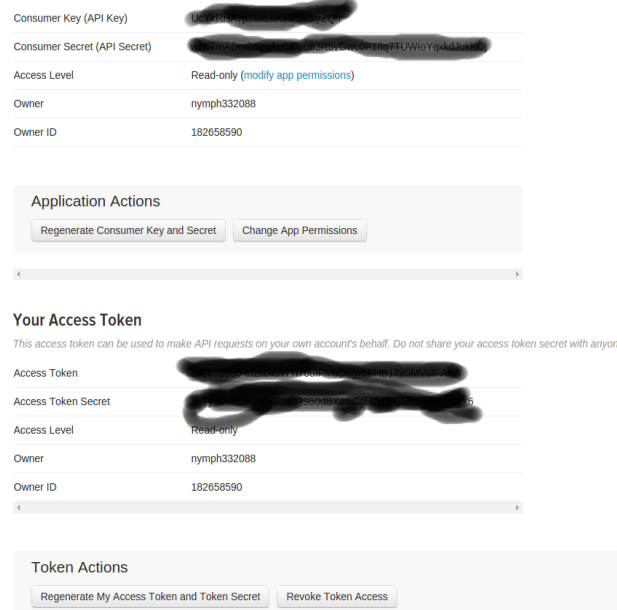 Consumer Key (API Key)
Consumer Secret (API Secret)
Access Level Read-only (modify app permissions)
Owner nymph332088
Owner ID 182658590
Application Actions
Regenerate Consumer Key and Secret Change App Permissions
Your Access Token
This access token can be used to make API requests on your own account's behalf. Do not share your access token secret with anyon
Access Token
Access Token Secret
Access Level Read-only
Owner nymph332088
Owner ID 182658590
Token Actions
Regenerate My Access Token and Token Secret Revoke Token Access